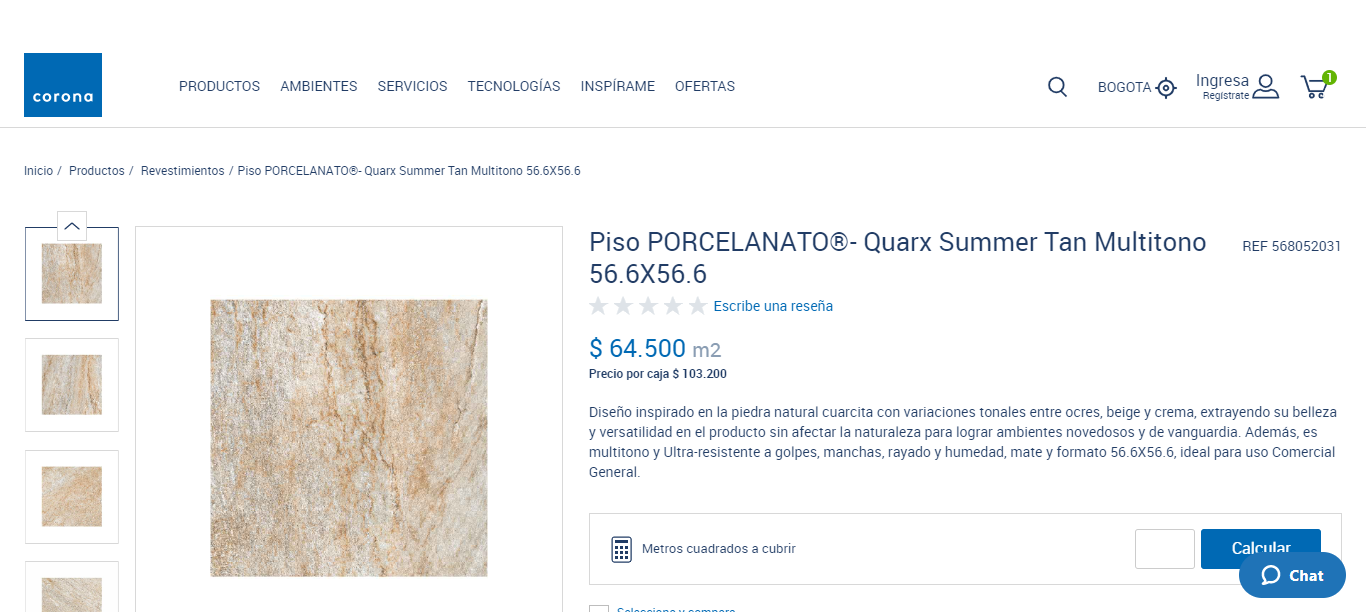 corona
PRODUCTOS AMBIENTES SERVICIOS TECNOLOGÍAS INSPÍRAME OFERTAS
BOGOTA
Ingresa
Regístrate
1
Inicio / Productos / Revestimientos / Piso PORCELANATO®- Quarx Summer Tan Multitono 56.6X56.6
Piso PORCELANATO®- Quarx Summer Tan Multitono
56.6X56.6
REF 568052031
Escribe una reseña
$ 64.500 m2
Precio por caja $ 103.200
Diseño inspirado en la piedra natural cuarcita con variaciones tonales entre ocres, beige y crema, extrayendo su belleza
y versatilidad en el producto sin afectar la naturaleza para lograr ambientes novedosos y de vanguardia. Además, es
multitono y Ultra-resistente a golpes, manchas, rayado y humedad, mate y formato 56.6X56.6, ideal para uso Comercial
General.
Metros cuadrados a cubrir
Calcular
Chat
Selecciona y compara